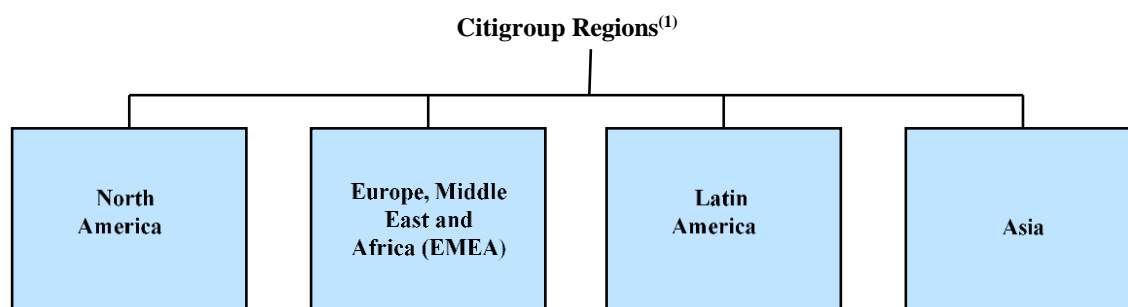 Citigroup Regions(1)
North
America
Europe, Middle
East and
Africa (EMEA)
Latin
America
Asia